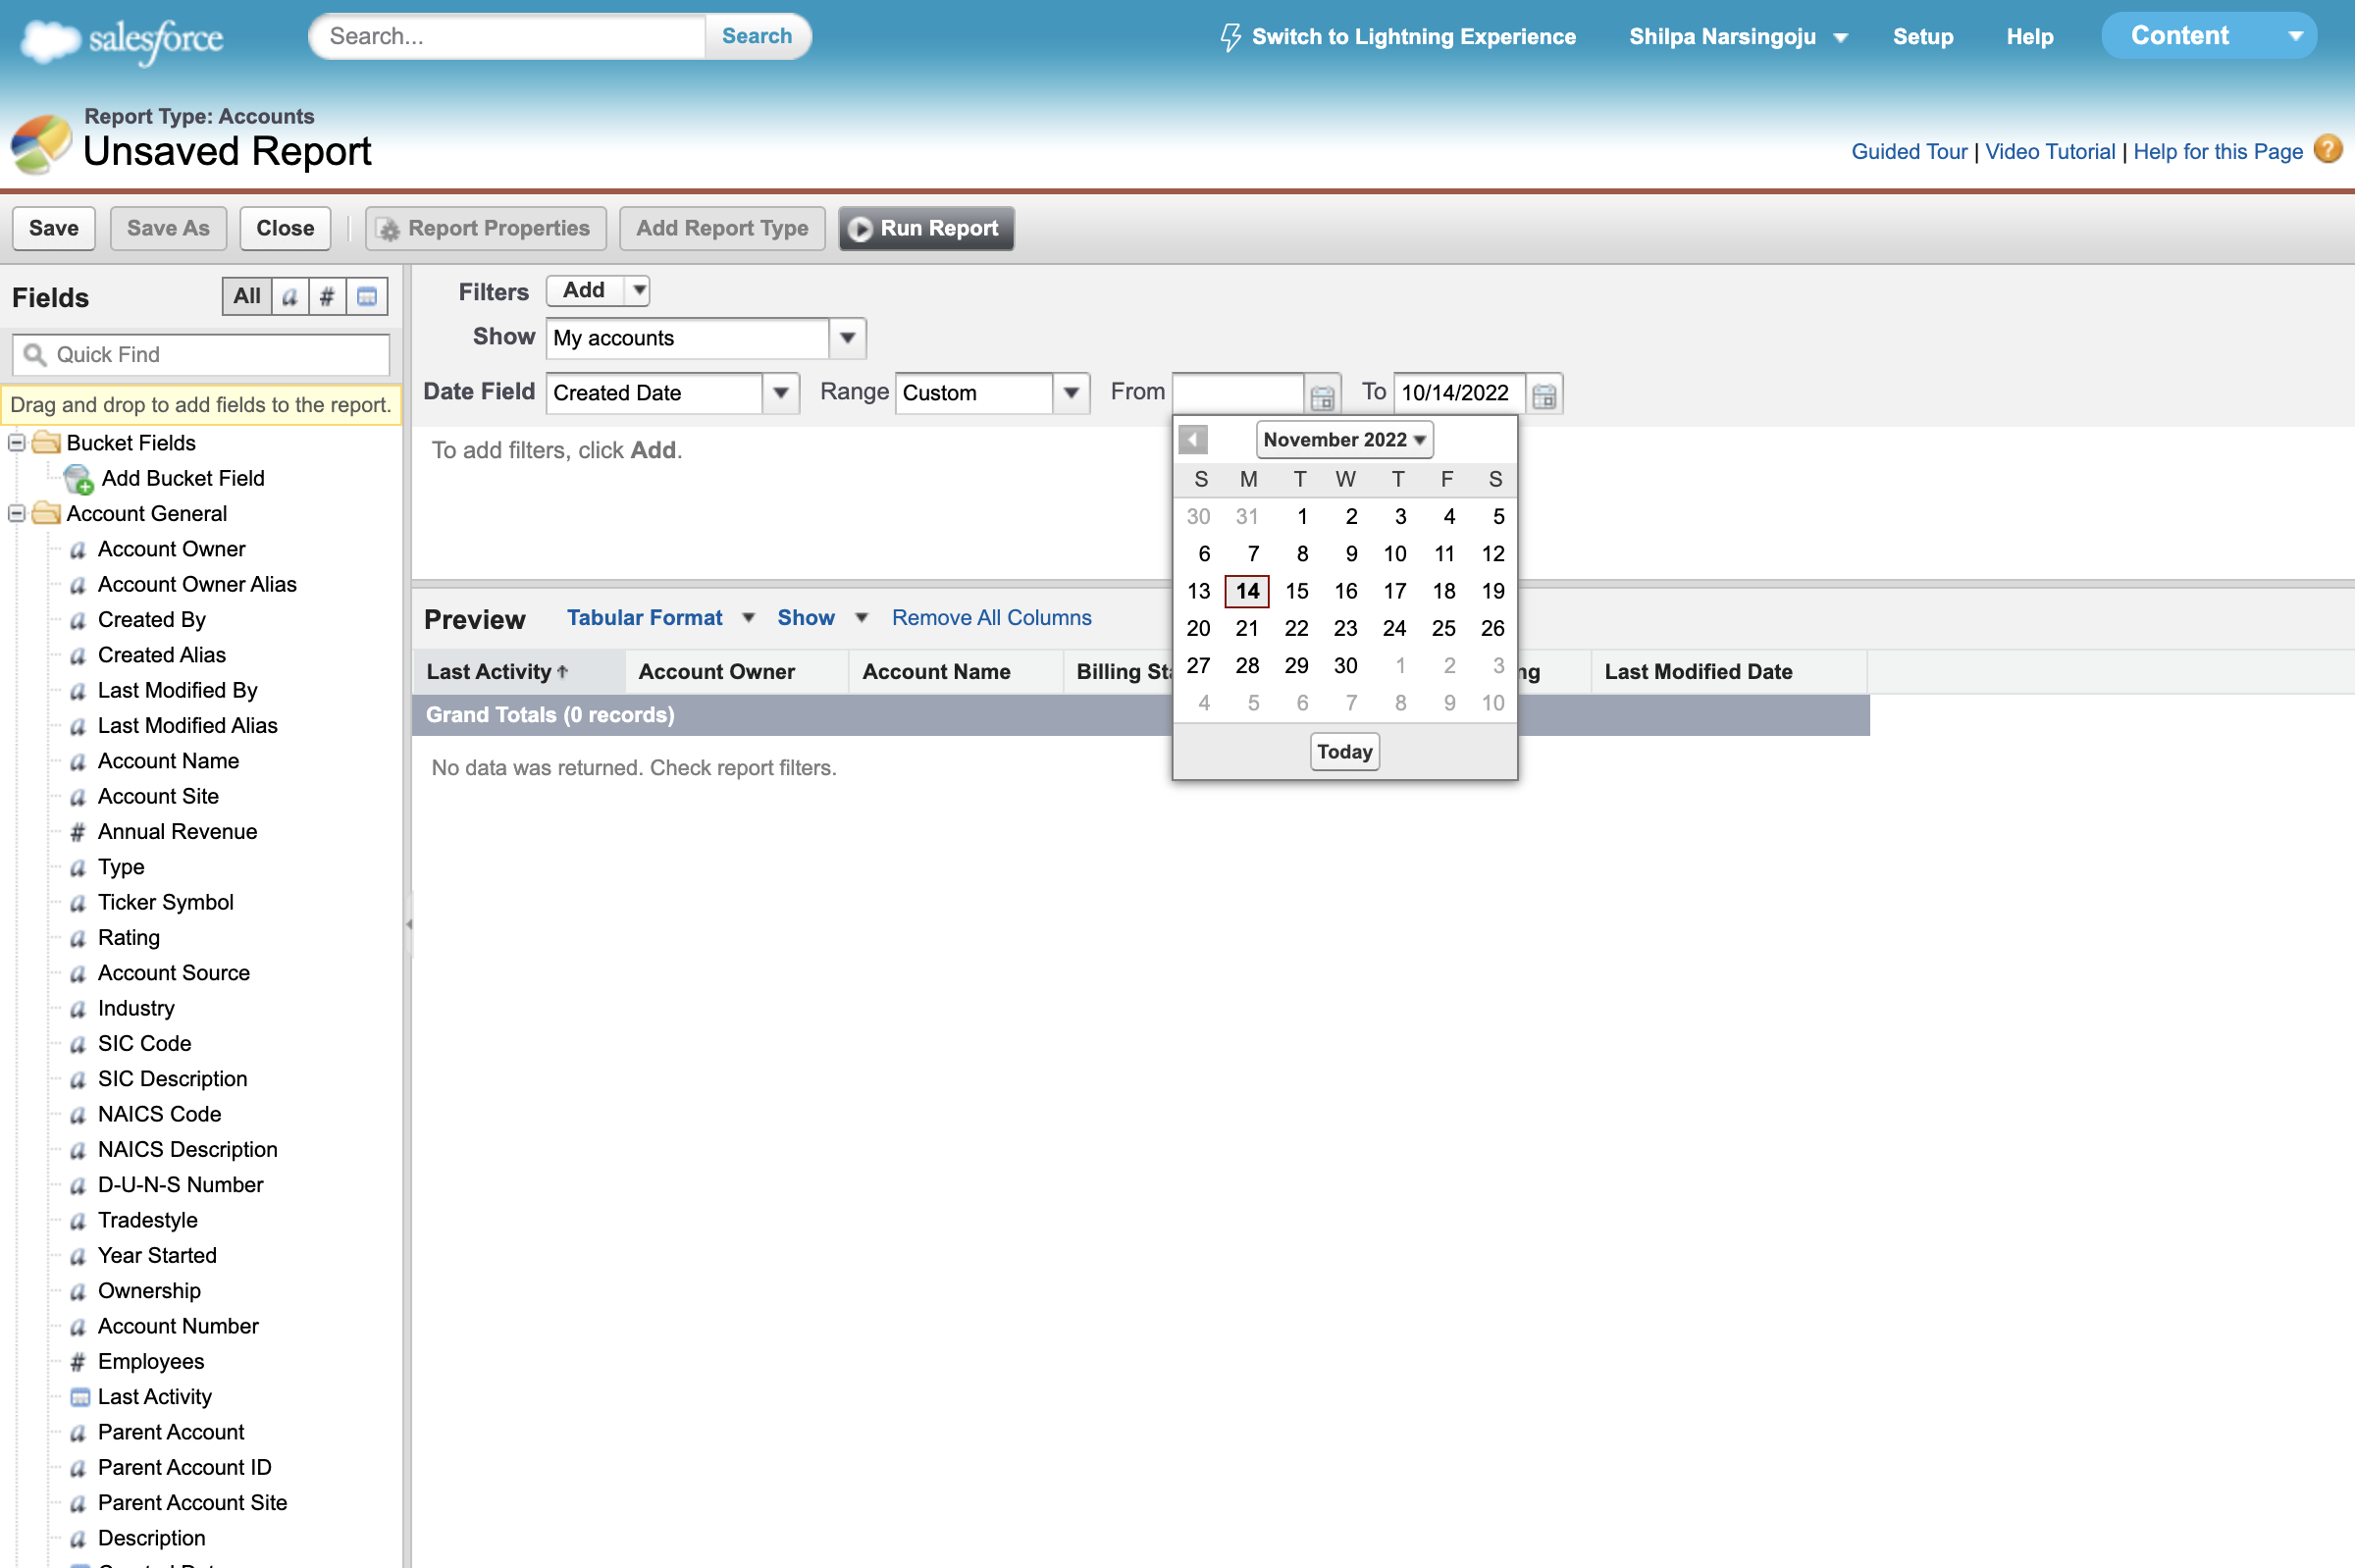 salesforce
Search...
Search
Switch to Lightning Experience
Shilpa Narsingoju
Setup
Help
Content
Report Type: Accounts
Unsaved Report
Guided Tour | Video Tutorial | Help for this Page ?
Save
Save As
Close
Report Properties
Add Report Type
Run Report
Fields
All
a
#
Quick Find
Drag and drop to add fields to the report.
Bucket Fields
Add Bucket Field
Account General
a Account Owner
a Account Owner Alias
a Created By
a Created Alias
a Last Modified By
a Last Modified Alias
a Account Name
a Account Site
# Annual Revenue
a Type
a Ticker Symbol
a Rating
a Account Source
a Industry
a SIC Code
a SIC Description
a NAICS Code
a NAICS Description
a D-U-N-S Number
a Tradestyle
a Year Started
a Ownership
a Account Number
# Employees
Last Activity
a Parent Account
a Parent Account ID
a Parent Account Site
a Description
Filters
Add
Show
My accounts
Date Field
Created Date
Range
Custom
From
To
10/14/2022
To add filters, click Add.
November 2022
S M T W T F S
30 31 1 2 3 4 5
6 7 8 9 10 11 12
13 14 15 16 17 18 19
20 21 22 23 24 25 26
27 28 29 30 1 2 3
4 5 6 7 8 9 10
Today
Preview
Tabular Format
Show
Remove All Columns
Last Activity
Account Owner
Account Name
Billing
Last Modified Date
Grand Totals (0 records)
No data was returned. Check report filters.